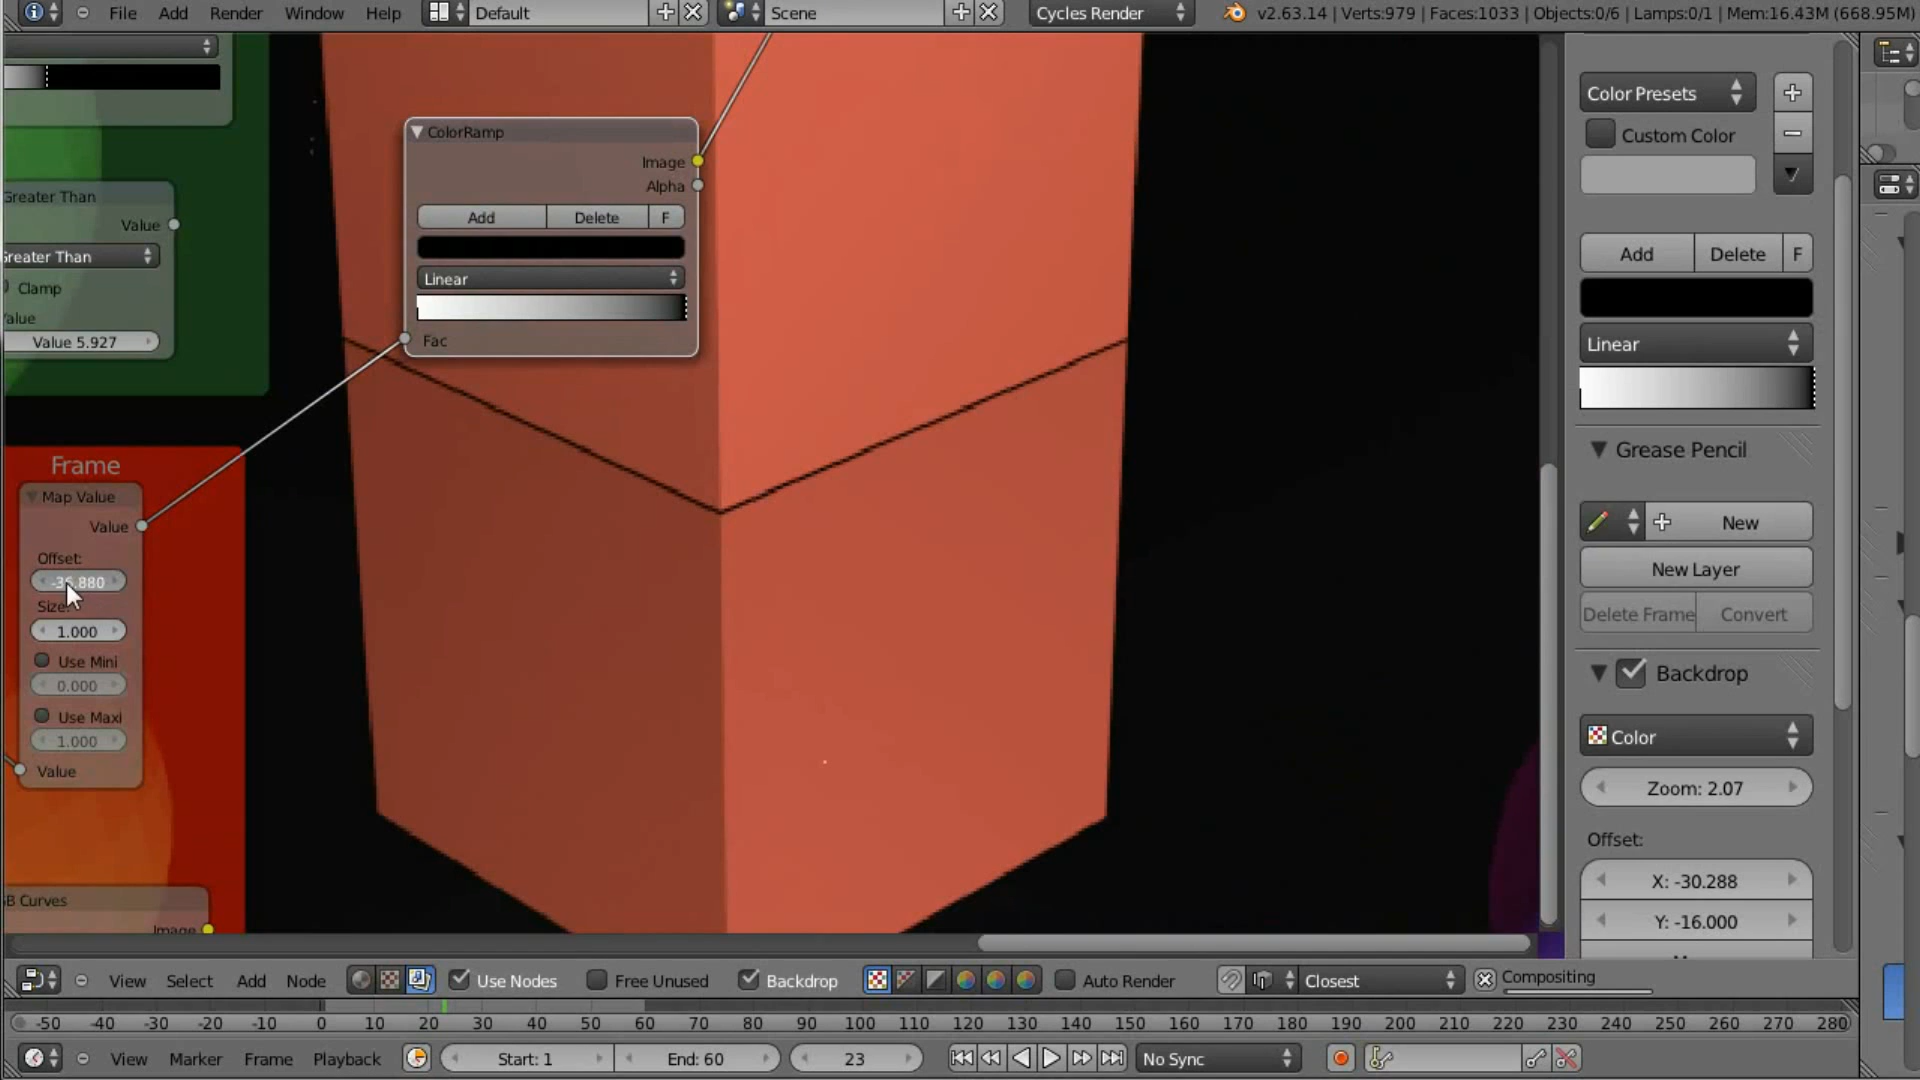 File Add Render Window Help Default Scene Cycles Render v2.63.14 | Verts:979 | Faces:1033 | Objects:0/6 | Lamps:0/1 | Mem:16.43M (668.95M)
ColorRamp
Image
Alpha
Add Delete F
Linear
Fac
Greater Than
Value
Greater Than
Clamp
Value
Value 5.927
Frame
Map Value
Value
Offset:
-36.880
Size:
1.000
Use Mini
0.000
Use Maxi
1.000
Value
B Curves
Image
Color Presets
Custom Color
Add Delete F
Linear
Grease Pencil
New
New Layer
Delete Frame Convert
Backdrop
Color
Zoom: 2.07
Offset:
X: -30.288
Y: -16.000
View Select Add Node Use Nodes Free Unused Backdrop Auto Render Closest Compositing
-50 -40 -30 -20 -10 0 10 20 30 40 50 60 70 80 90 100 110 120 130 140 150 160 170 180 190 200 210 220 230 240 250 260 270 280
View Marker Frame Playback Start: 1 End: 60 23 No Sync